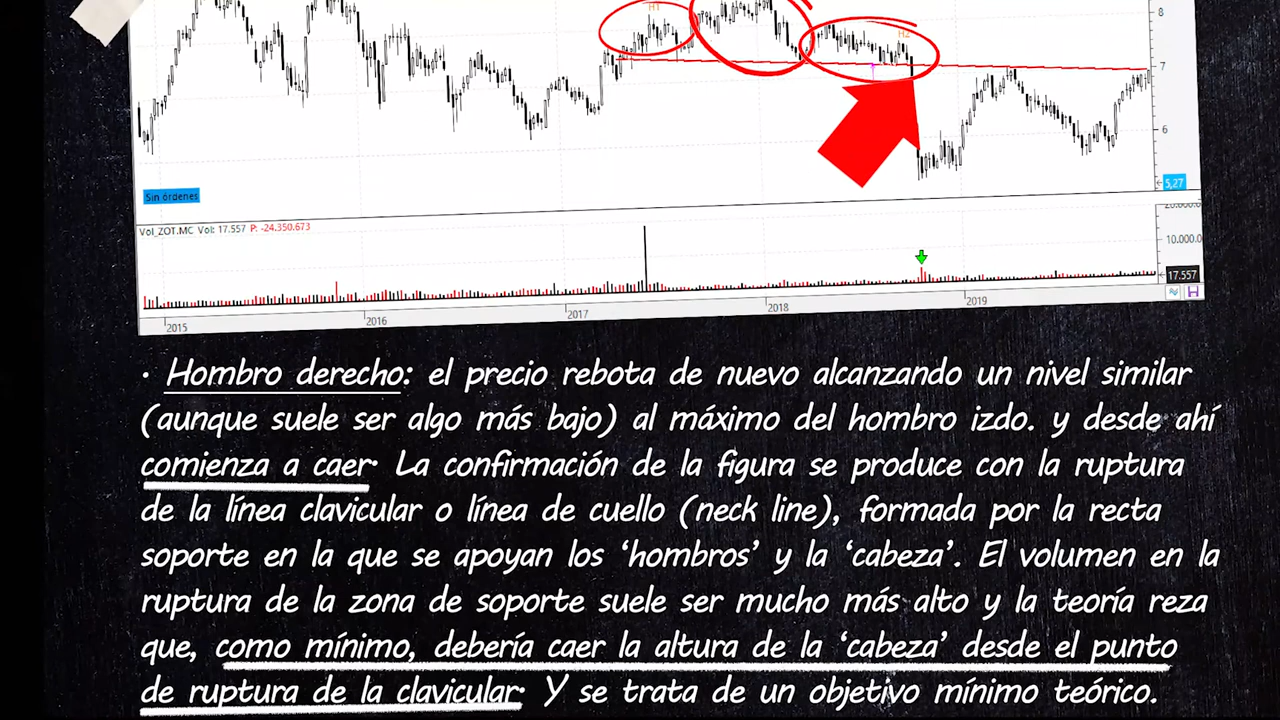 H1
H2
8
7
6
5,27
Sin órdenes
Vol_ZOT.MC Vol: 17.557 P: -24.350.673
10.000.0
17.557
2015 2016 2017 2018 2019
· Hombro derecho: el precio rebota de nuevo alcanzando un nivel similar
(aunque suele ser algo más bajo) al máximo del hombro izdo. y desde ahí
comienza a caer. La confirmación de la figura se produce con la ruptura
de la línea clavicular o línea de cuello (neck line), formada por la recta
soporte en la que se apoyan los ‘hombros’ y la ‘cabeza’. El volumen en la
ruptura de la zona de soporte suele ser mucho más alto y la teoría reza
que, como mínimo, debería caer la altura de la ‘cabeza’ desde el punto
de ruptura de la clavicular. Y se trata de un objetivo mínimo teórico.